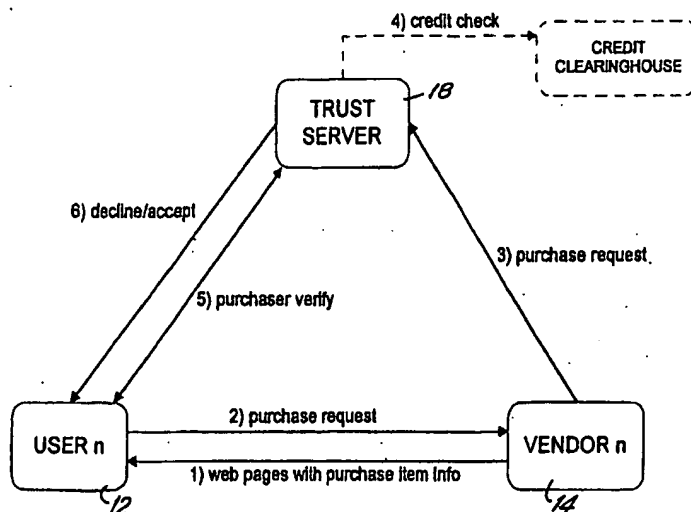 4) credit check
CREDIT
CLEARINGHOUSE
18
TRUST
SERVER
6) decline/accept
3) purchase request
5) purchaser verify
2) purchase request
USER n
VENDOR n
1) web pages with purchase item info
12
14